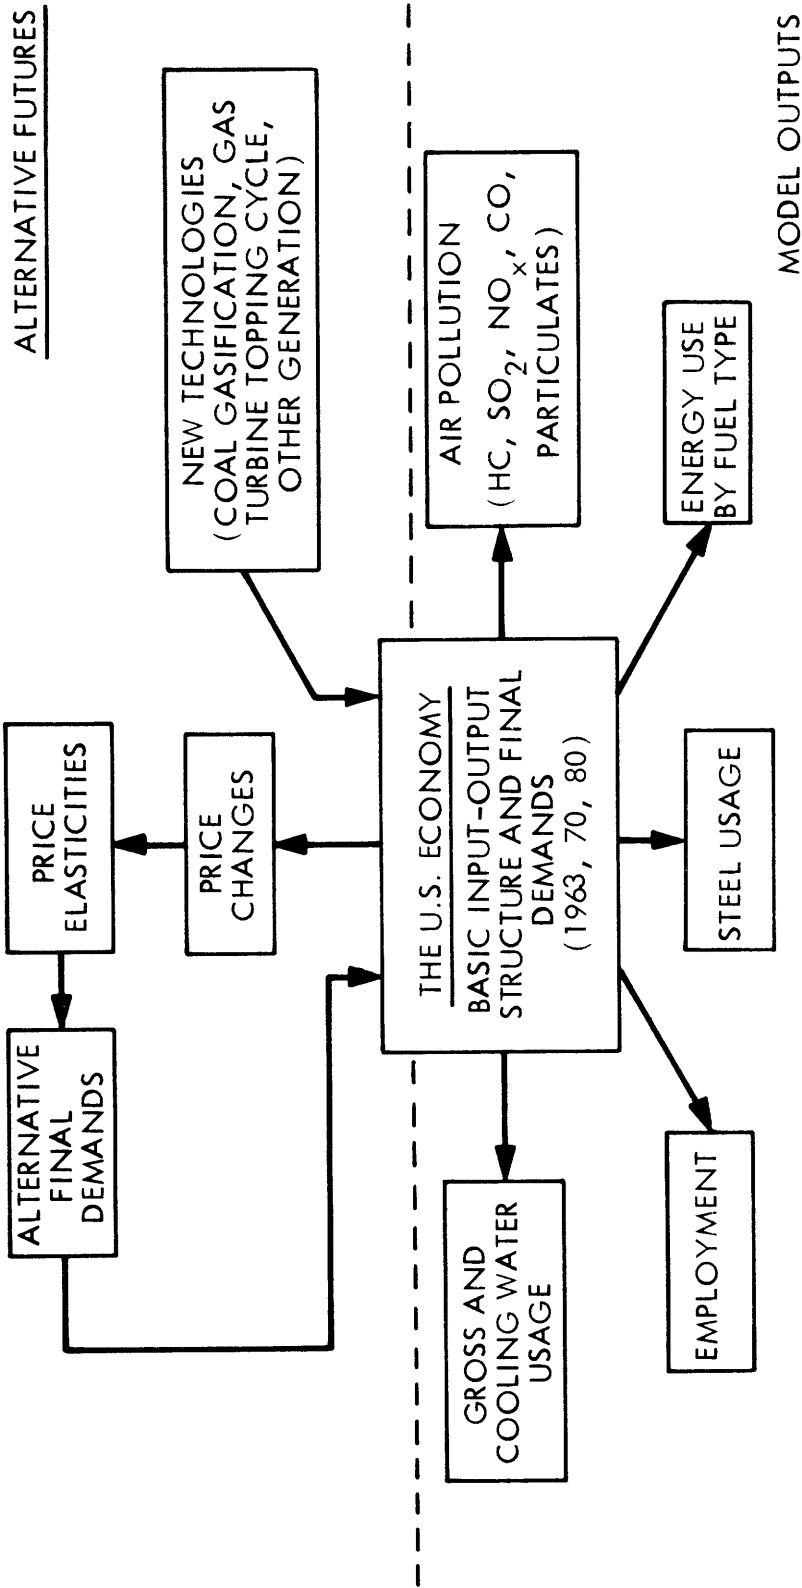 ALTERNATIVE FUTURES
ALTERNATIVE
FINAL
DEMANDS
PRICE
ELASTICITIES
PRICE
CHANGES
NEW TECHNOLOGIES
(COAL GASIFICATION, GAS
TURBINE TOPPING CYCLE,
OTHER GENERATION)
THE U.S. ECONOMY
BASIC INPUT-OUTPUT
STRUCTURE AND FINAL
DEMANDS
(1963, 70, 80)
GROSS AND
COOLING WATER
USAGE
AIR POLLUTION
(HC, SO2, NOx, CO,
PARTICULATES)
EMPLOYMENT
STEEL USAGE
ENERGY USE
BY FUEL TYPE
MODEL OUTPUTS